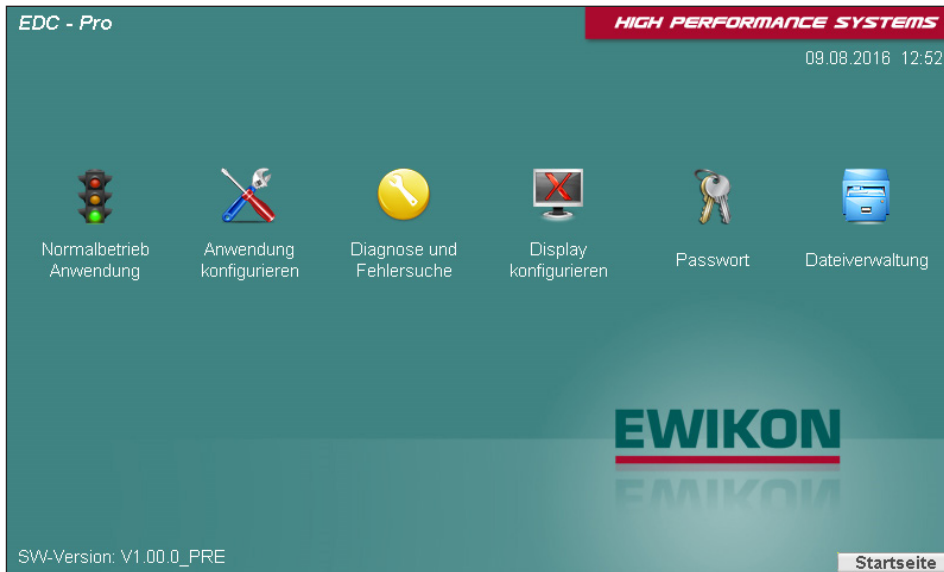 EDC - Pro
HIGH PERFORMANCE SYSTEMS
09.08.2016 12:52
Normalbetrieb
Anwendung
Anwendung
konfigurieren
Diagnose und
Fehlersuche
Display
konfigurieren
Passwort
Dateiverwaltung
EWIKON
SW-Version: V1.00.0_PRE
Startseite